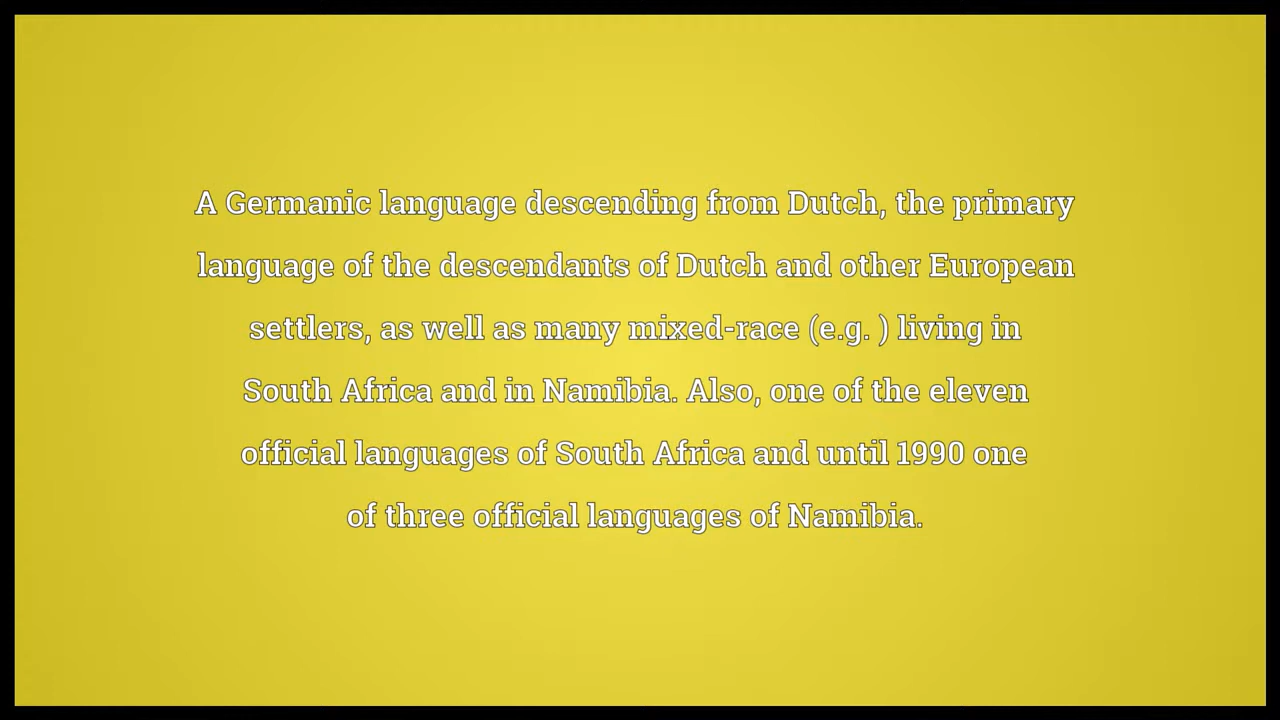 A Germanic language descending from Dutch, the primary
language of the descendants of Dutch and other European
settlers, as well as many mixed-race (e.g. ) living in
South Africa and in Namibia. Also, one of the eleven
official languages of South Africa and until 1990 one
of three official languages of Namibia.